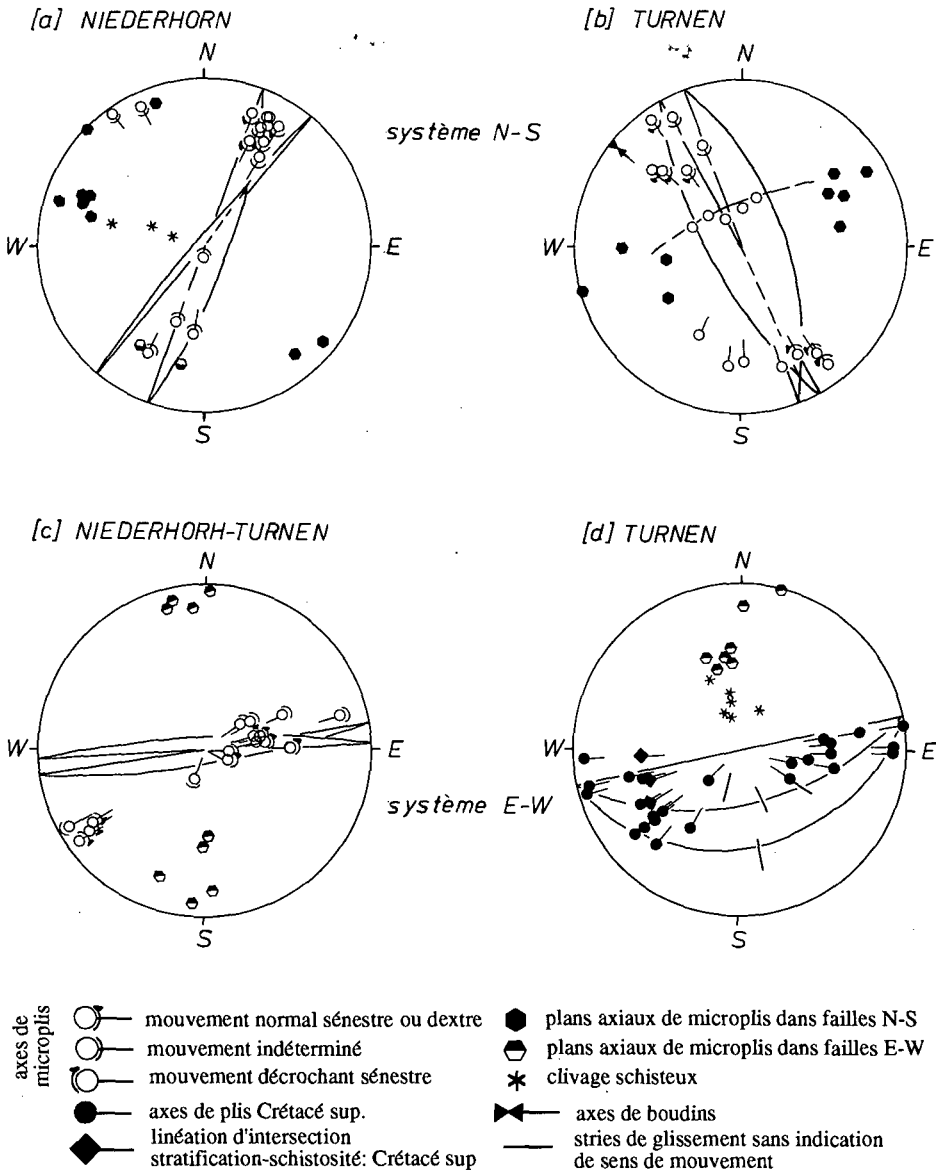 [a] NIEDERHORN
[b] TURNEN
N
N
système N-S
W
E
W
E
S
S
[c] NIEDERHORH-TURNEN
[d] TURNEN
N
N
W
E
W
E
système E-W
S
S
axes de microplis
mouvement normal sénestre ou dextre
mouvement indéterminé
mouvement décrochant sénestre
axes de plis Crétacé sup.
linéation d'intersection
stratification-schistosité: Crétacé sup
plans axiaux de microplis dans failles N-S
plans axiaux de microplis dans failles E-W
clivage schisteux
axes de boudins
stries de glissement sans indication
de sens de mouvement